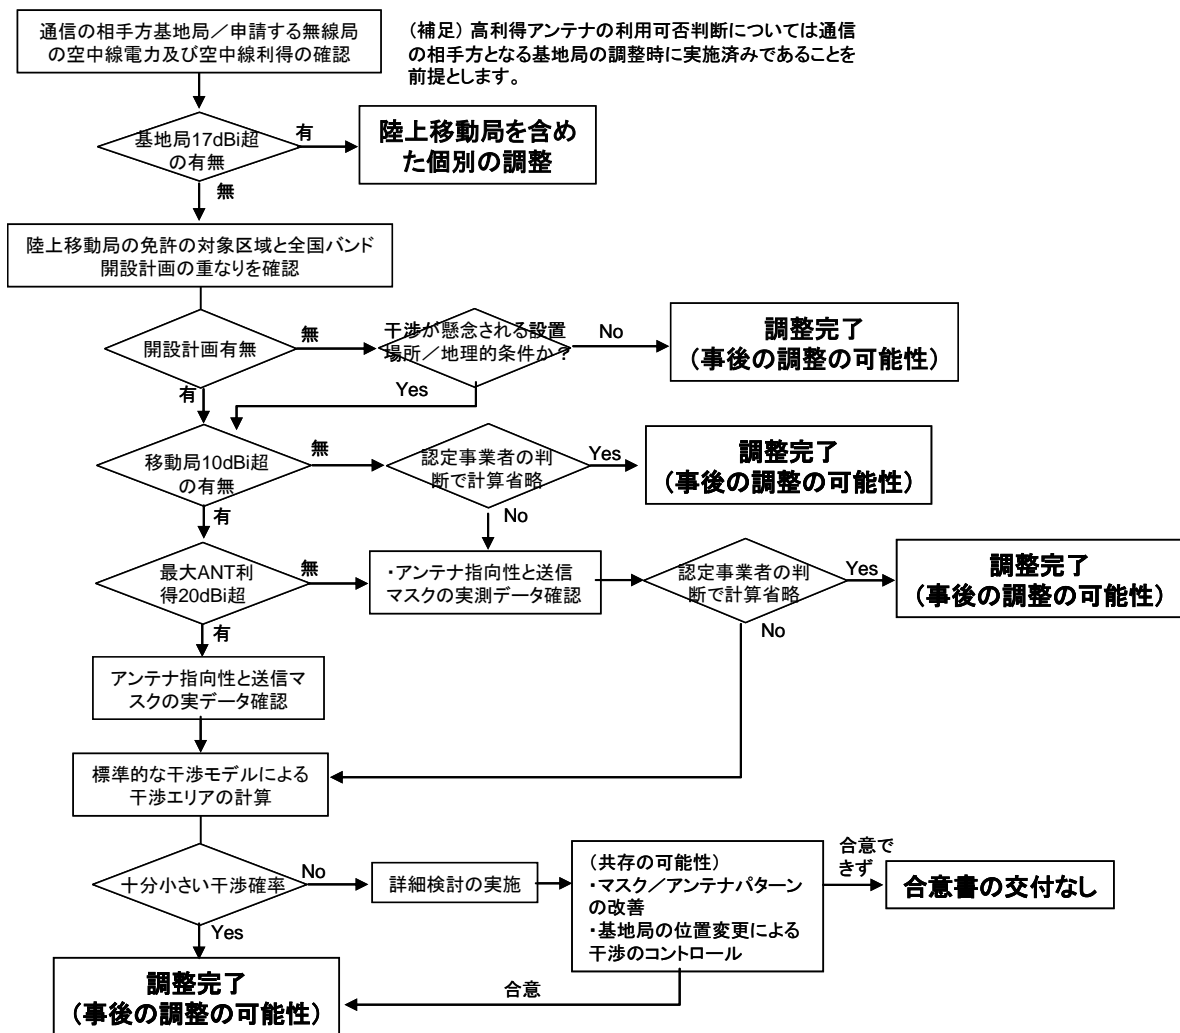 通信の相手方基地局／申請する無線局
の空中線電力及び空中線利得の確認
（補足）高利得アンテナの利用可否判断については通信
の相手方となる基地局の調整時に実施済みであることを
前提とします。
基地局17dBi超
の有無
有
陸上移動局を含め
た個別の調整
無
陸上移動局の免許の対象区域と全国バンド
開設計画の重なりを確認
開設計画有無
無
干渉が懸念される設置
場所／地理的条件か？
No
調整完了
（事後の調整の可能性）
有
Yes
移動局10dBi超
の有無
無
認定事業者の判
断で計算省略
Yes
調整完了
（事後の調整の可能性）
有
No
最大ANT利
得20dBi超
無
・アンテナ指向性と送信
マスクの実測データ確認
認定事業者の判
断で計算省略
Yes
調整完了
（事後の調整の可能性）
有
No
アンテナ指向性と送信マ
スクの実データ確認
標準的な干渉モデルによる
干渉エリアの計算
十分小さい干渉確率
No
詳細検討の実施
（共存の可能性）
・マスク／アンテナパターン
の改善
・基地局の位置変更による
干渉のコントロール
合意で
きず
合意書の交付なし
Yes
調整完了
（事後の調整の可能性）
合意